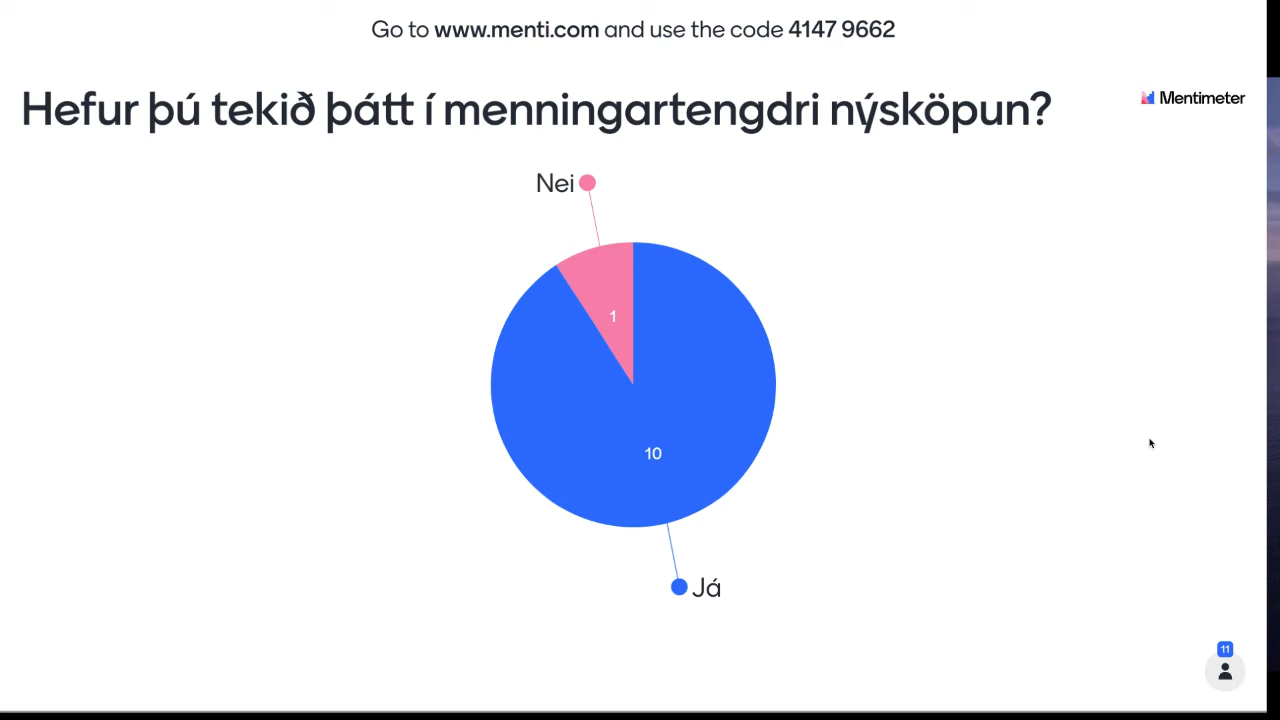 Go to www.menti.com and use the code 4147 9662
Hefur þú tekið þátt í menningartengdri nýsköpun?
Mentimeter
Nei
1
10
Já
11